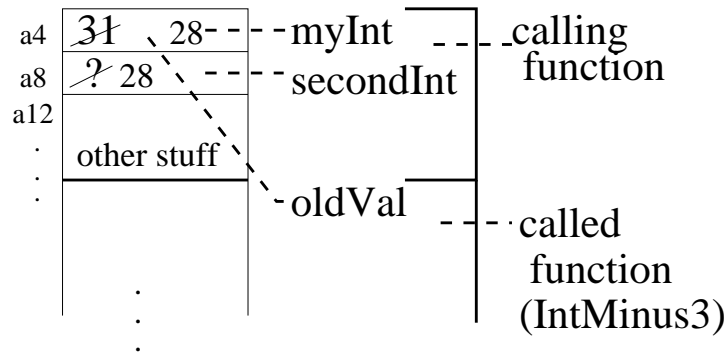 a4 31 28 myInt calling
function
a8 ? 28 secondInt
a12
.
.
.
other stuff
oldVal
called
function
(IntMinus3)
.
.
.